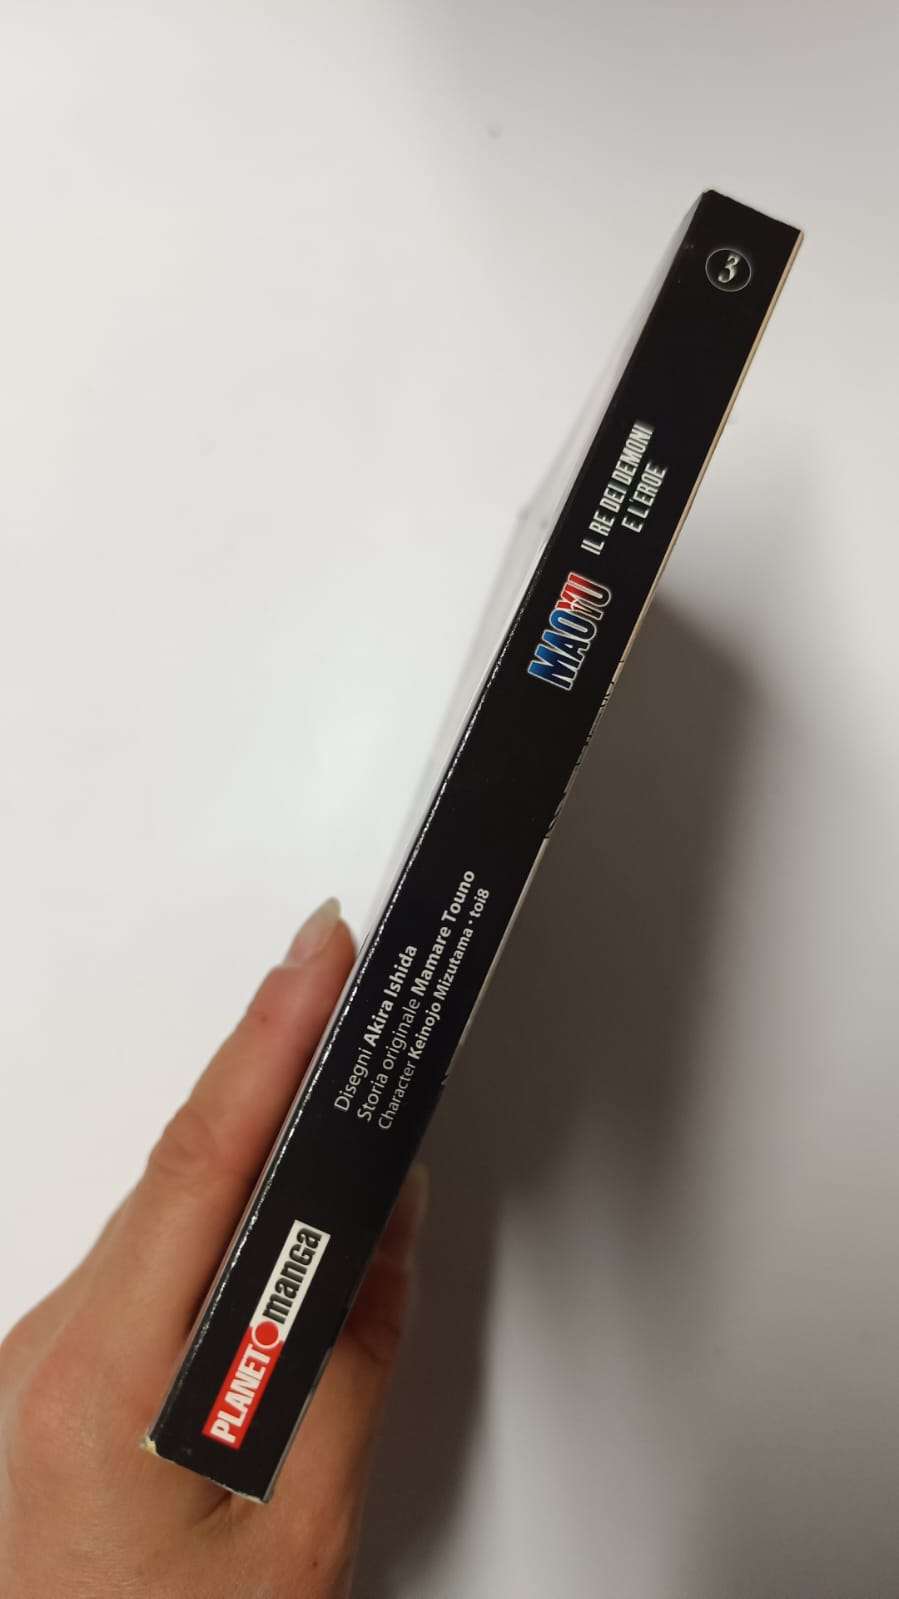 3
MAOYU
IL RE DEI DEMONI
E L'EROE
Disegni Akira Ishida
Storia originale Mamare Touno
Character Keinojo Mizutama • toi8
PLANET manga